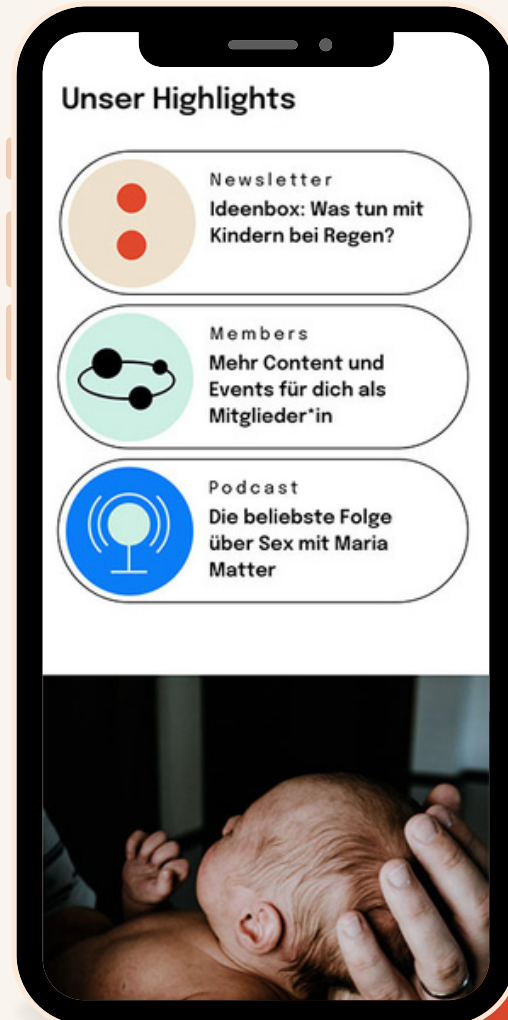 Unser Highlights
Newsletter
Ideenbox: Was tun mit
Kindern bei Regen?
Members
Mehr Content und
Events für dich als
Mitglieder*in
Podcast
Die beliebste Folge
über Sex mit Maria
Matter